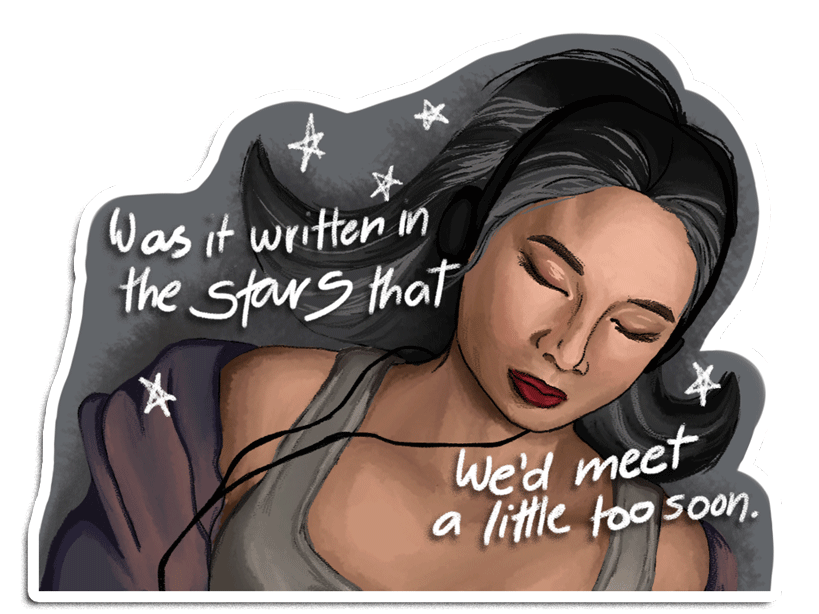 Was it written in
the stars that
We'd meet
a little too soon.